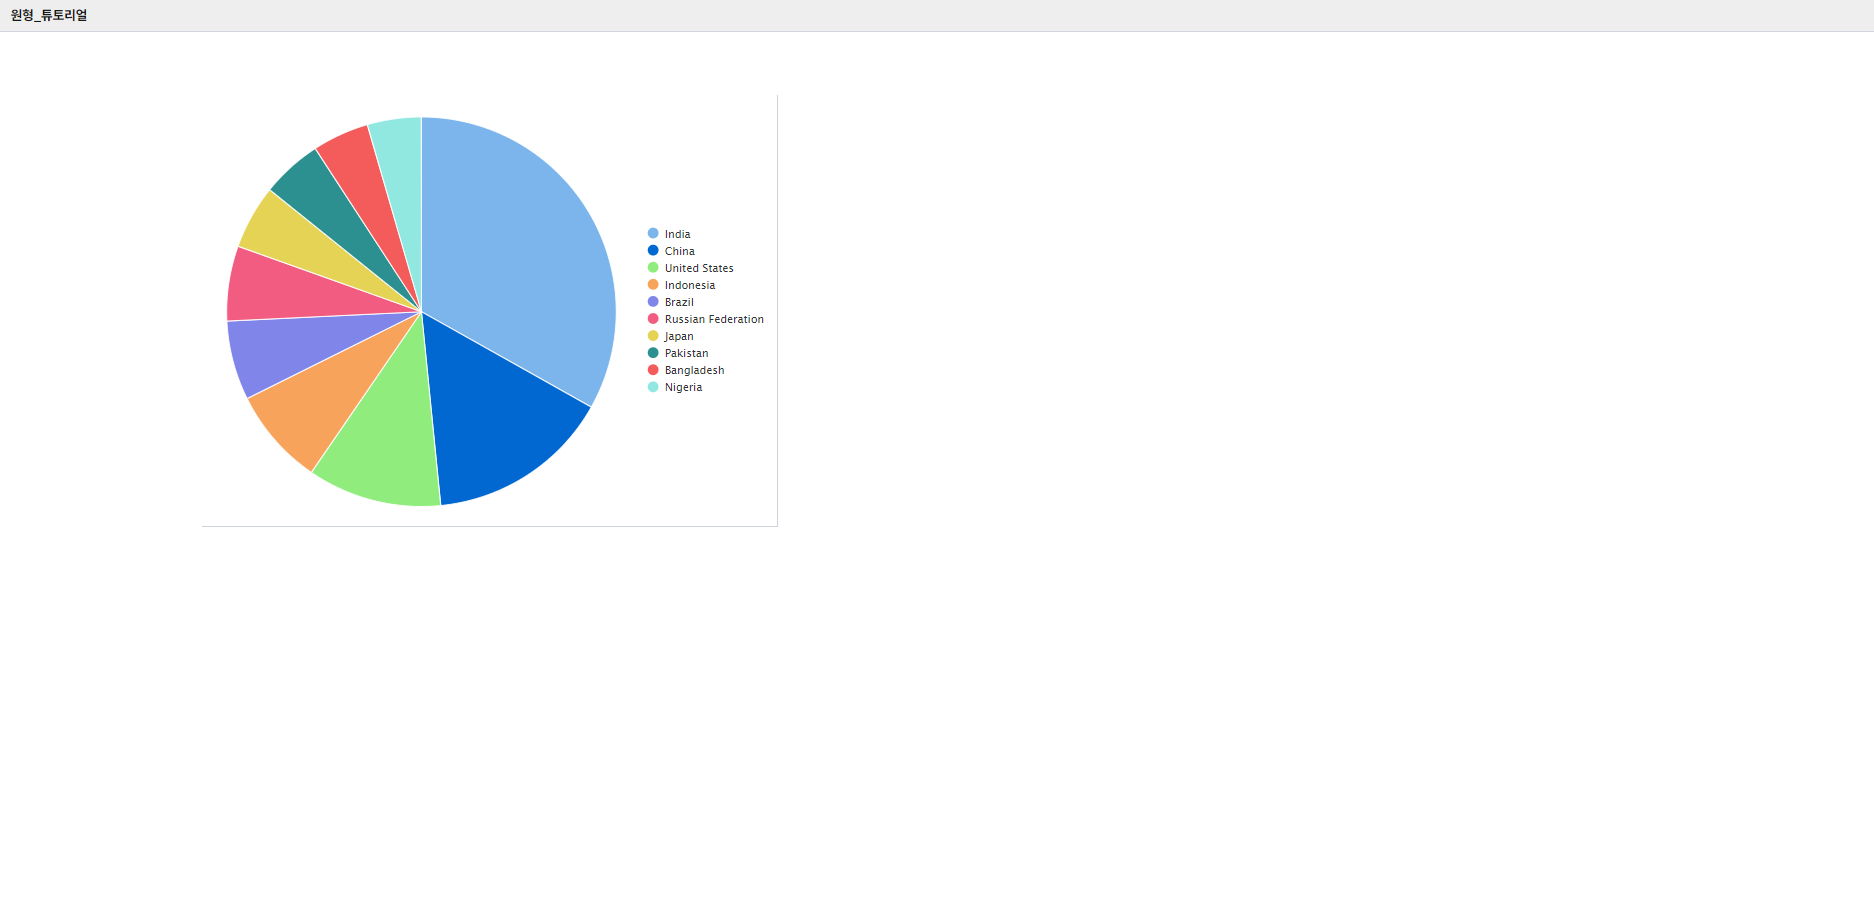 원형_튜토리얼
India
China
United States
Indonesia
Brazil
Russian Federation
Japan
Pakistan
Bangladesh
Nigeria